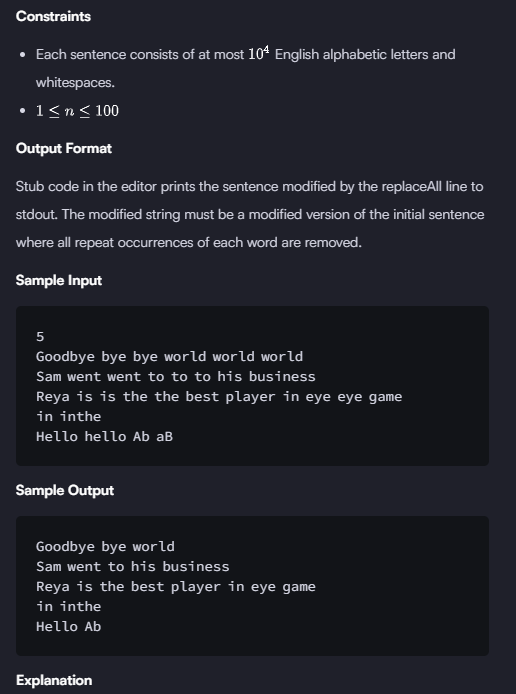 Constraints
• Each sentence consists of at most 10⁴ English alphabetic letters and
whitespaces.
• 1 ≤ n ≤ 100
Output Format
Stub code in the editor prints the sentence modified by the replaceAll line to
stdout. The modified string must be a modified version of the initial sentence
where all repeat occurrences of each word are removed.
Sample Input
5
Goodbye bye bye world world world
Sam went went to to to his business
Reya is is the the best player in eye eye game
in inthe
Hello hello Ab aB
Sample Output
Goodbye bye world
Sam went to his business
Reya is the best player in eye game
in inthe
Hello Ab
Explanation